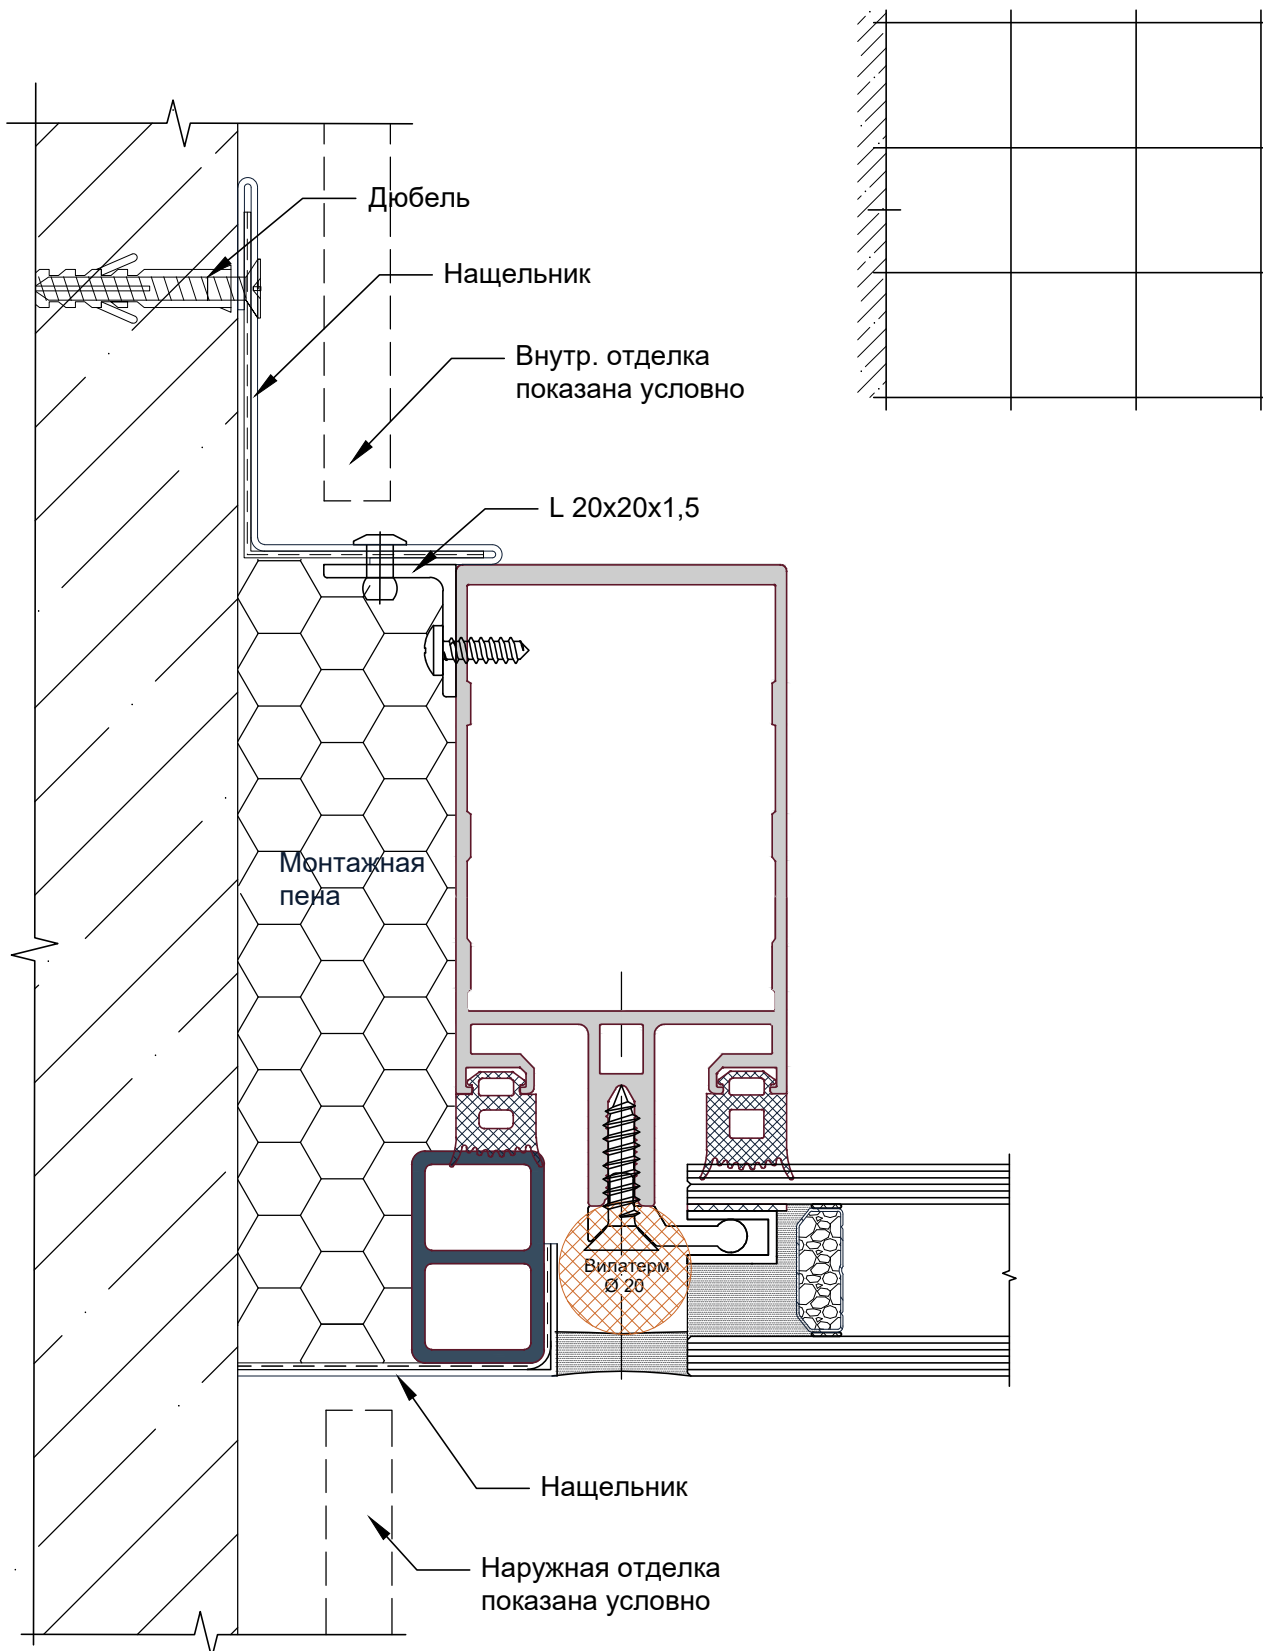 Дюбель
Нащельник
Внутр. отделка
показана условно
L 20x20x1,5
Монтажная
пена
Вилатерм
Ø 20
Нащельник
Наружная отделка
показана условно